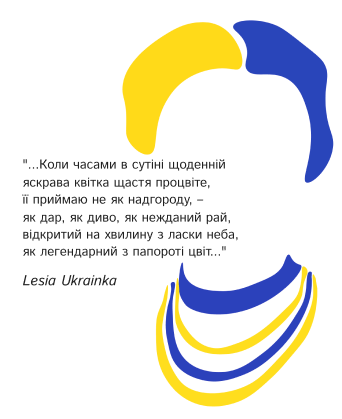 "...Коли часами в сутіні щоденній
яскрава квітка щастя процвіте,
її приймаю не як надгороду, –
як дар, як диво, як нежданий рай,
відкритий на хвилину з ласки неба,
як легендарний з папороті цвіт..."
Lesia Ukrainka